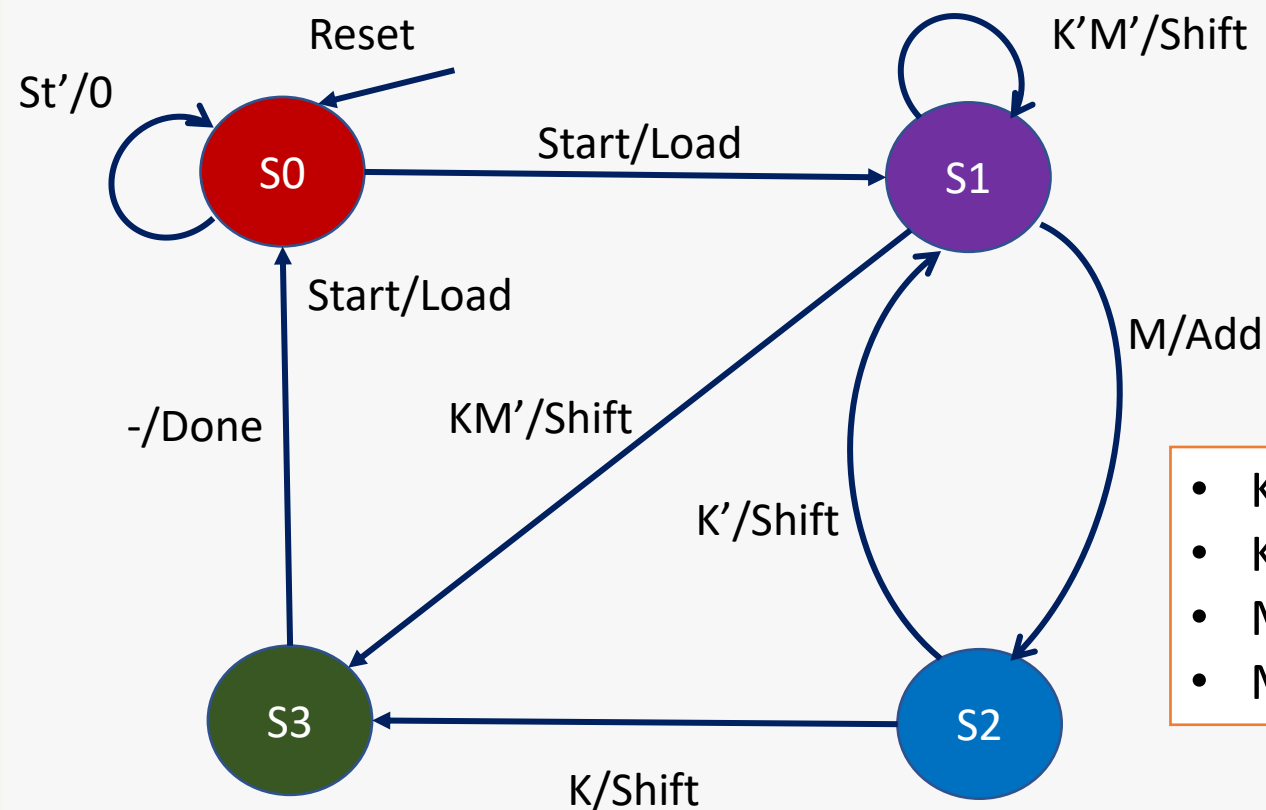 Reset
K’M’/Shift
St’/0
Start/Load
S0
S1
Start/Load
M/Add
-/Done
KM’/Shift
• K
K’/Shift
• K
• M
• M
S3
S2
K/Shift